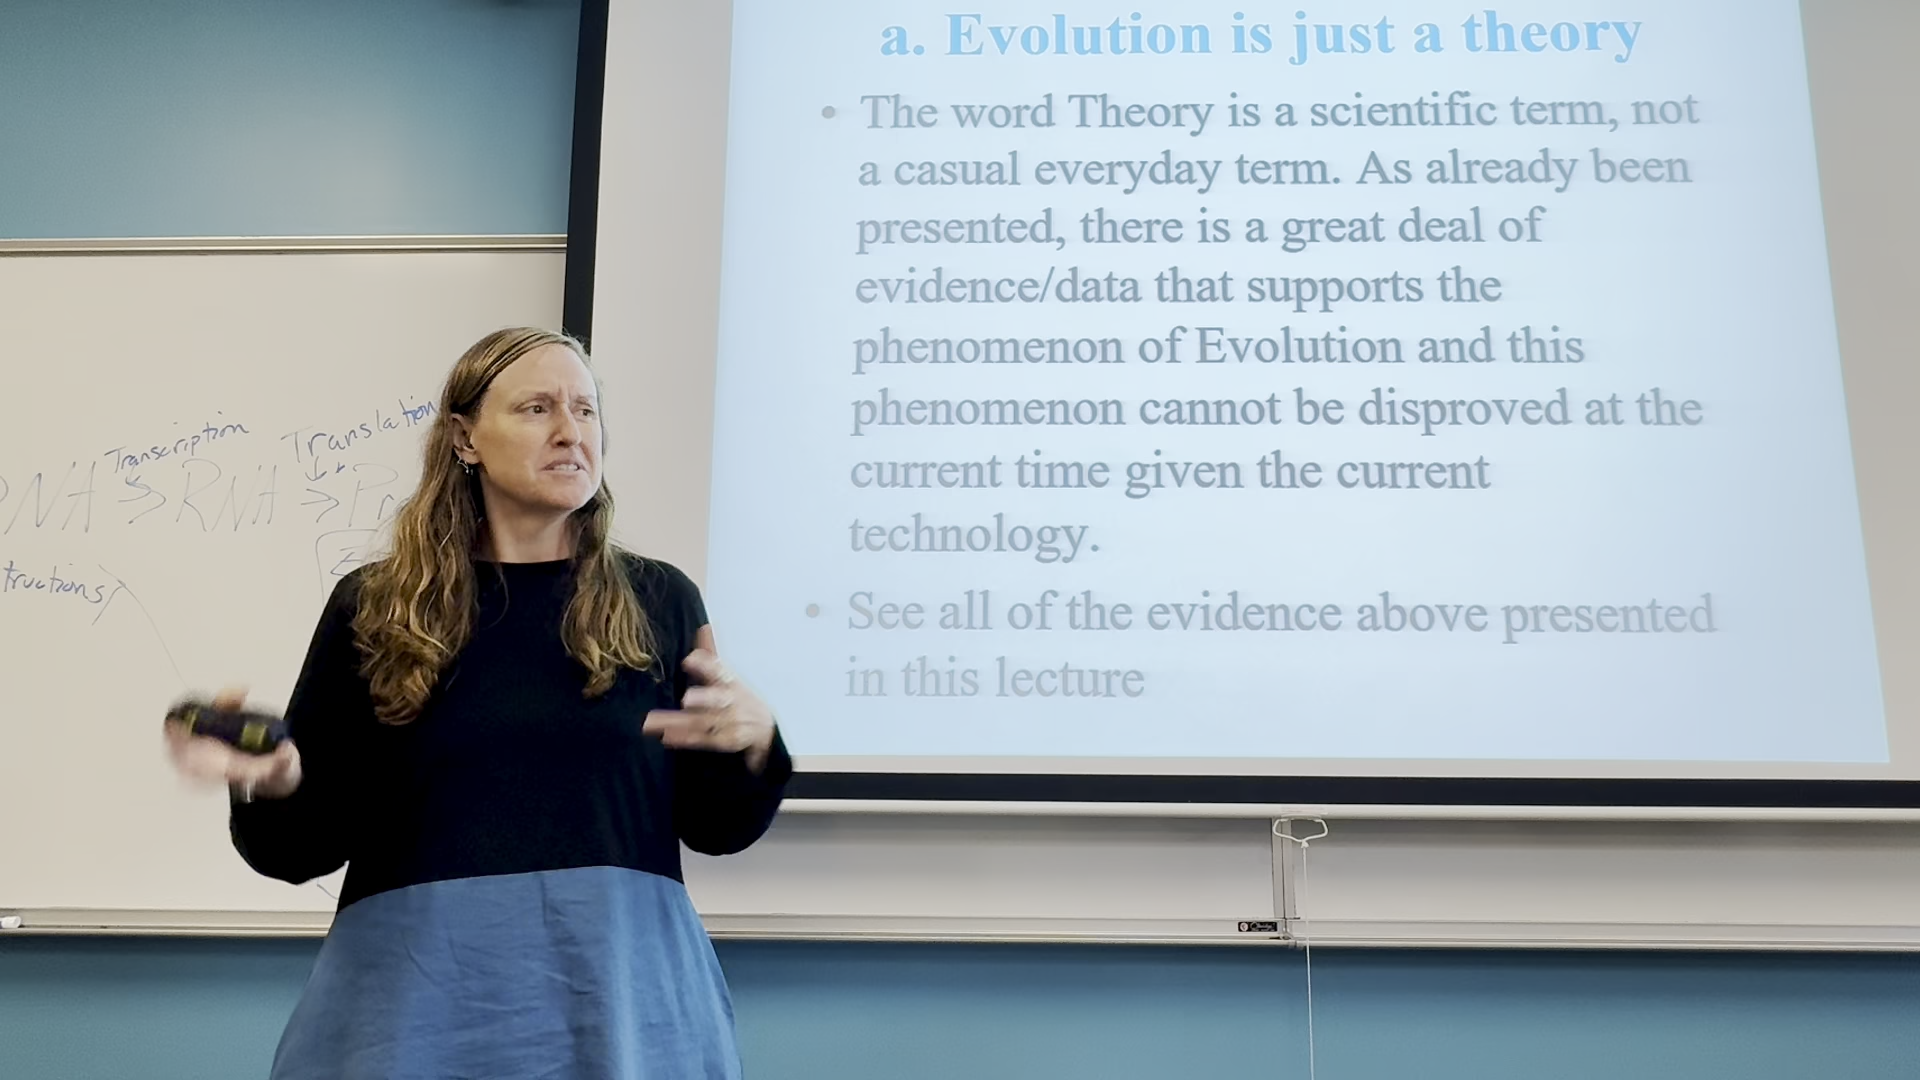 a. Evolution is just a theory
• The word Theory is a scientific term, not
a casual everyday term. As already been
presented, there is a great deal of
evidence/data that supports the
phenomenon of Evolution and this
phenomenon cannot be disproved at the
current time given the current
technology.
• See all of the evidence above presented
in this lecture
Transcription Translation
DNA → RNA → Pr
tructions)